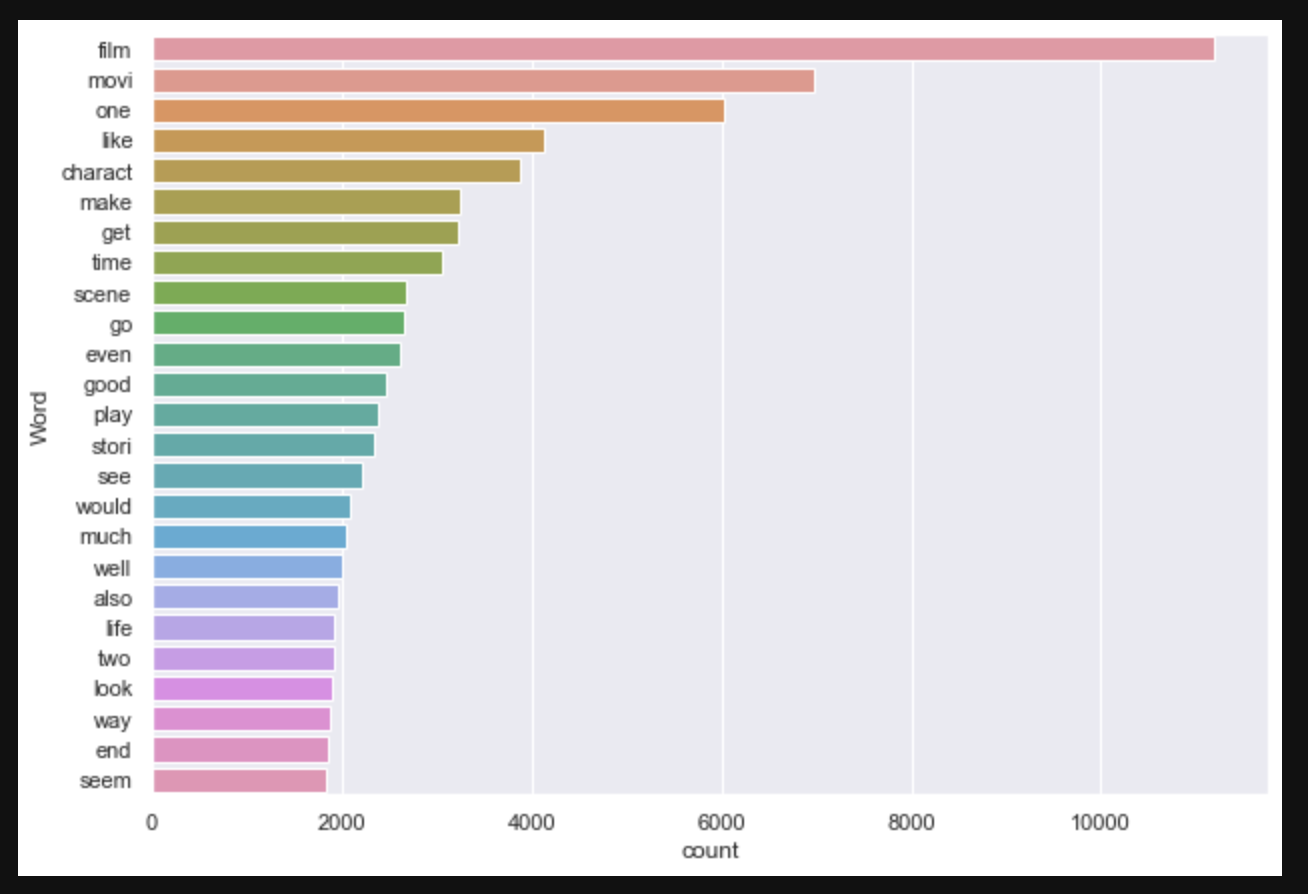 film
movi
one
like
charact
make
get
time
scene
go
even
good
play
stori
see
would
much
well
also
life
two
look
way
end
seem
Word
0 2000 4000 6000 8000 10000
count